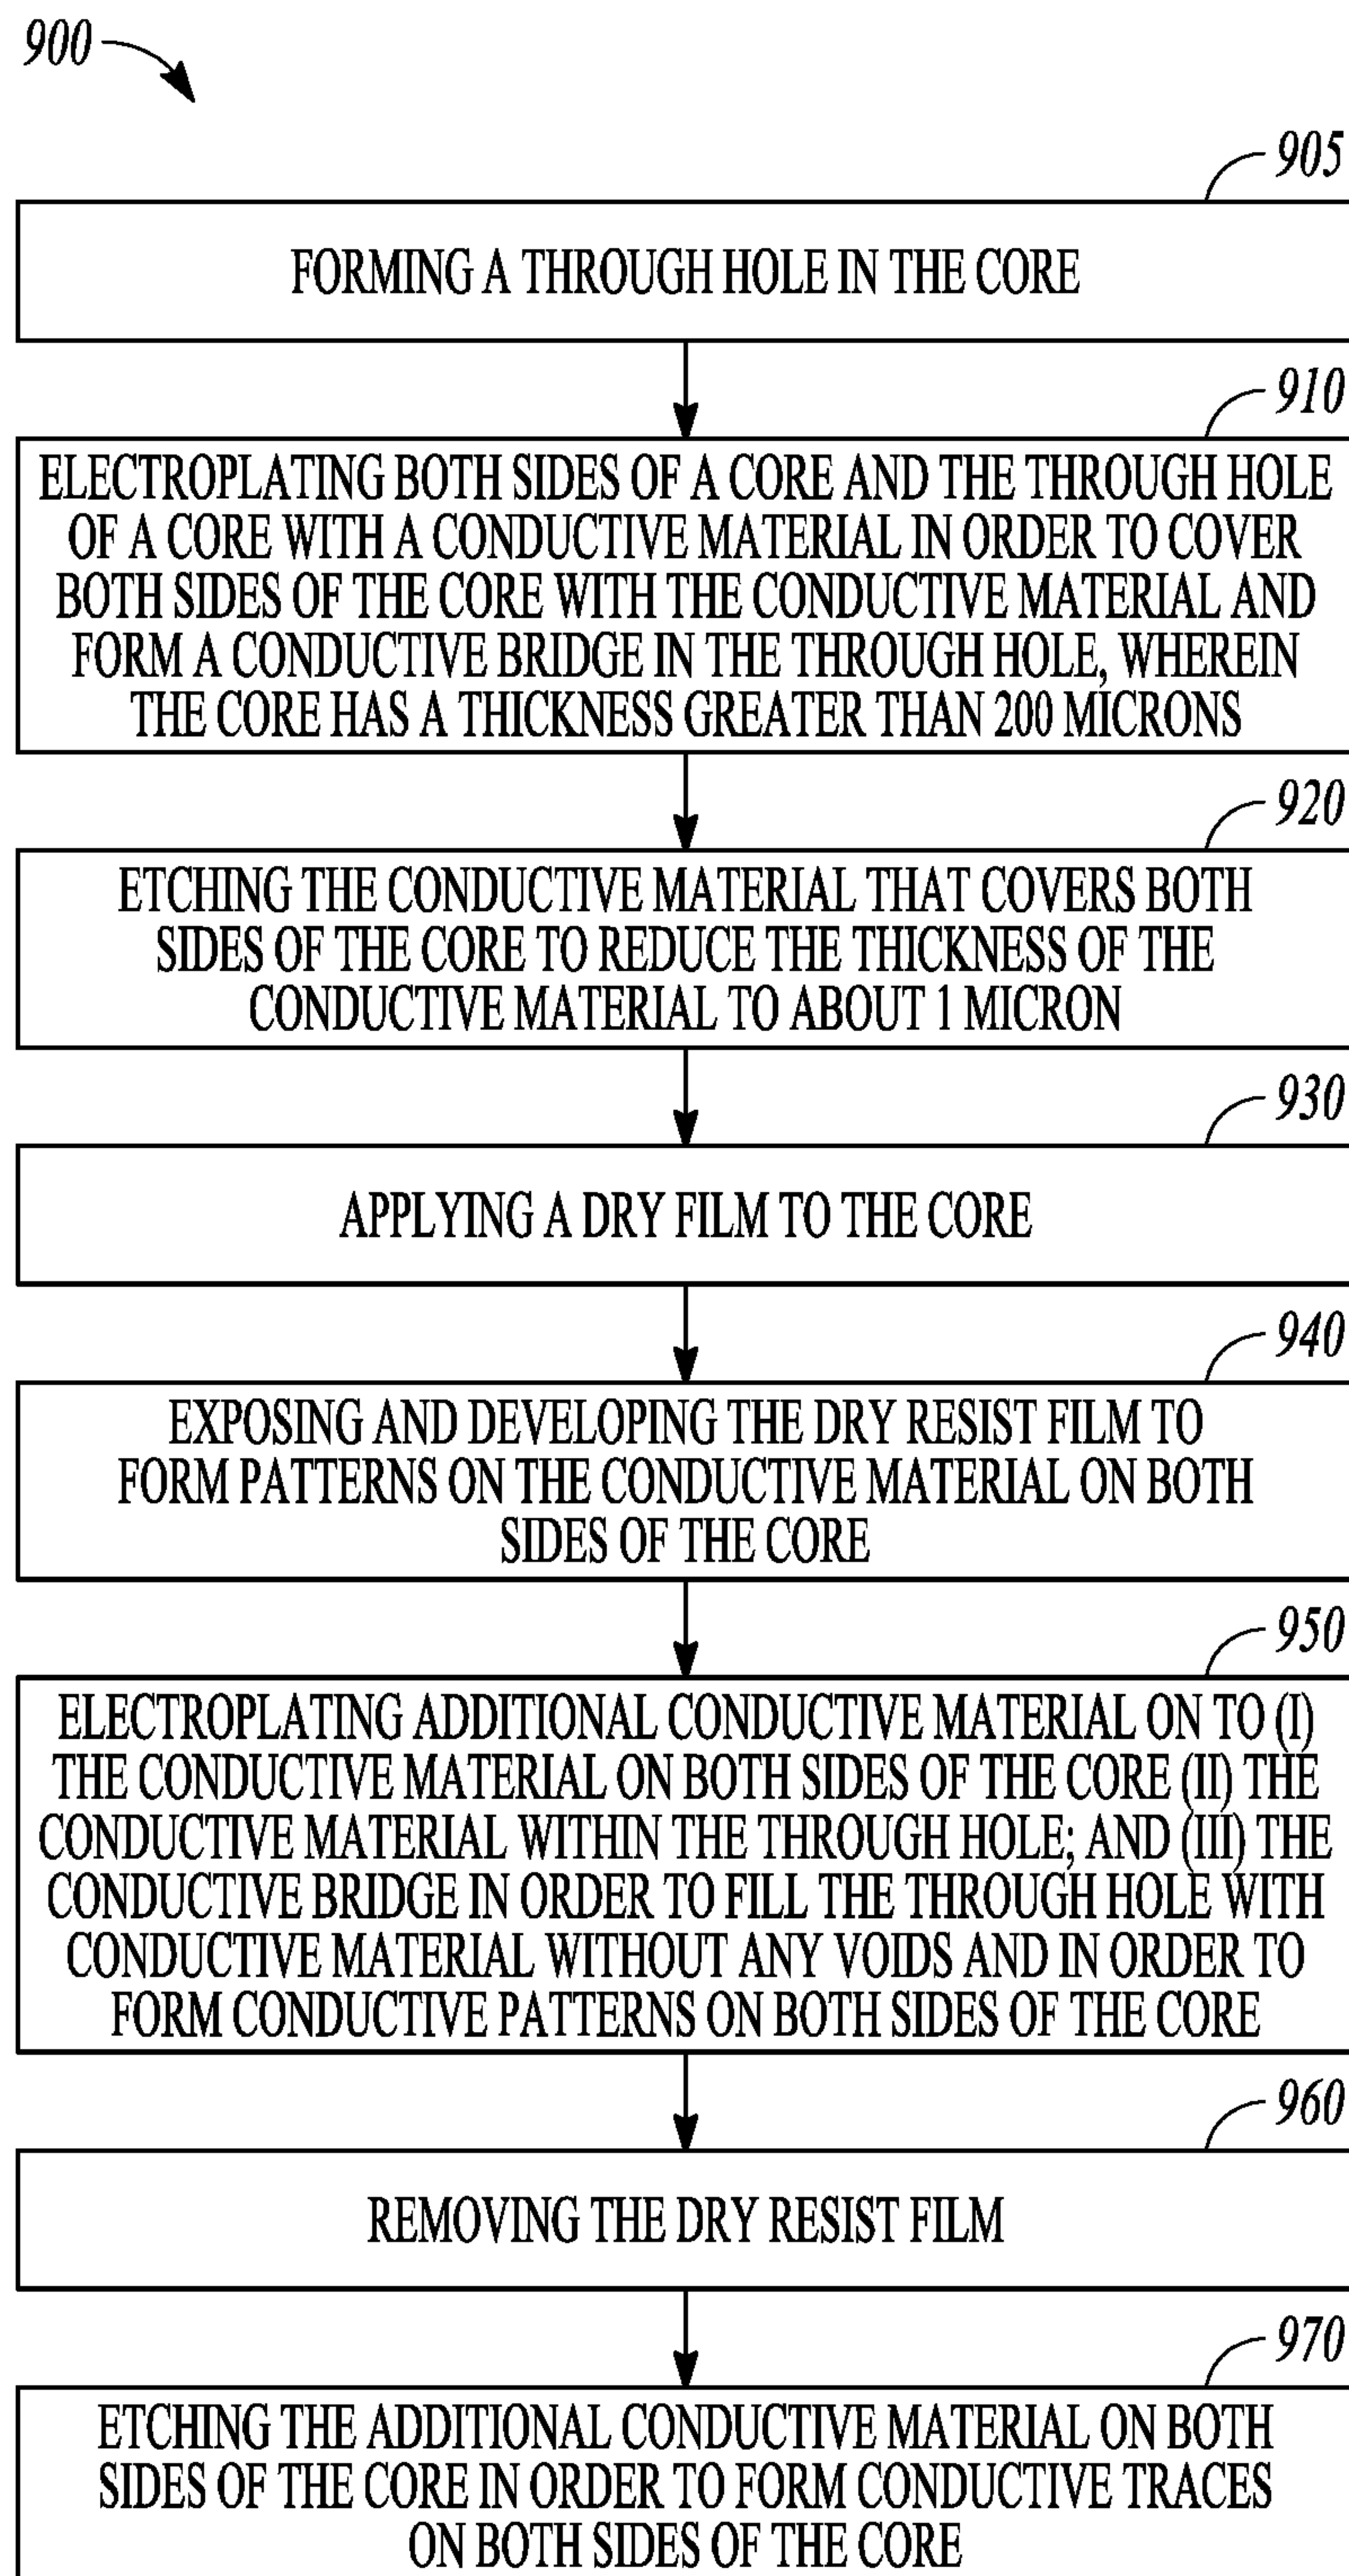 900
905
FORMING A THROUGH HOLE IN THE CORE
910
ELECTROPLATING BOTH SIDES OF A CORE AND THE THROUGH HOLE
OF A CORE WITH A CONDUCTIVE MATERIAL IN ORDER TO COVER
BOTH SIDES OF THE CORE WITH THE CONDUCTIVE MATERIAL AND
FORM A CONDUCTIVE BRIDGE IN THE THROUGH HOLE, WHEREIN
THE CORE HAS A THICKNESS GREATER THAN 200 MICRONS
920
ETCHING THE CONDUCTIVE MATERIAL THAT COVERS BOTH
SIDES OF THE CORE TO REDUCE THE THICKNESS OF THE
CONDUCTIVE MATERIAL TO ABOUT 1 MICRON
930
APPLYING A DRY FILM TO THE CORE
940
EXPOSING AND DEVELOPING THE DRY RESIST FILM TO
FORM PATTERNS ON THE CONDUCTIVE MATERIAL ON BOTH
SIDES OF THE CORE
950
ELECTROPLATING ADDITIONAL CONDUCTIVE MATERIAL ON TO (I)
THE CONDUCTIVE MATERIAL ON BOTH SIDES OF THE CORE (II) THE
CONDUCTIVE MATERIAL WITHIN THE THROUGH HOLE; AND (III) THE
CONDUCTIVE BRIDGE IN ORDER TO FILL THE THROUGH HOLE WITH
CONDUCTIVE MATERIAL WITHOUT ANY VOIDS AND IN ORDER TO
FORM CONDUCTIVE PATTERNS ON BOTH SIDES OF THE CORE
960
REMOVING THE DRY RESIST FILM
970
ETCHING THE ADDITIONAL CONDUCTIVE MATERIAL ON BOTH
SIDES OF THE CORE IN ORDER TO FORM CONDUCTIVE TRACES
ON BOTH SIDES OF THE CORE